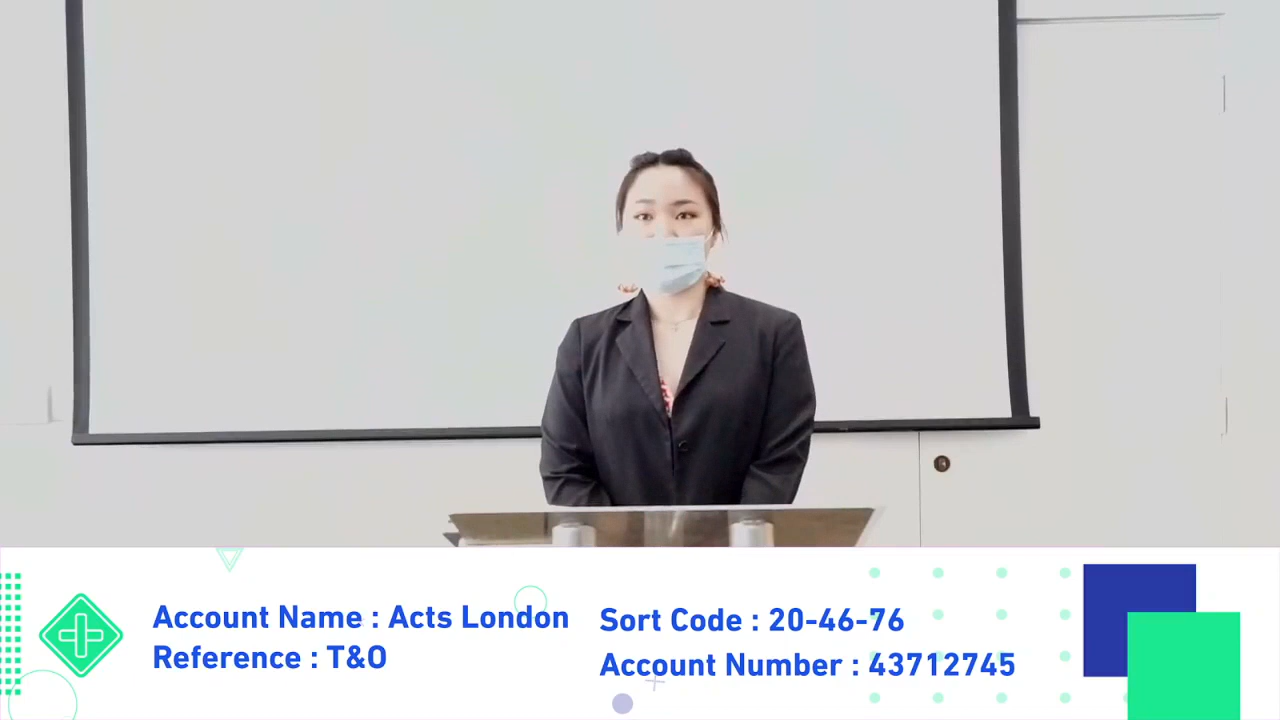 Account Name : Acts London
Reference : T&O
Sort Code : 20-46-76
Account Number : 43712745